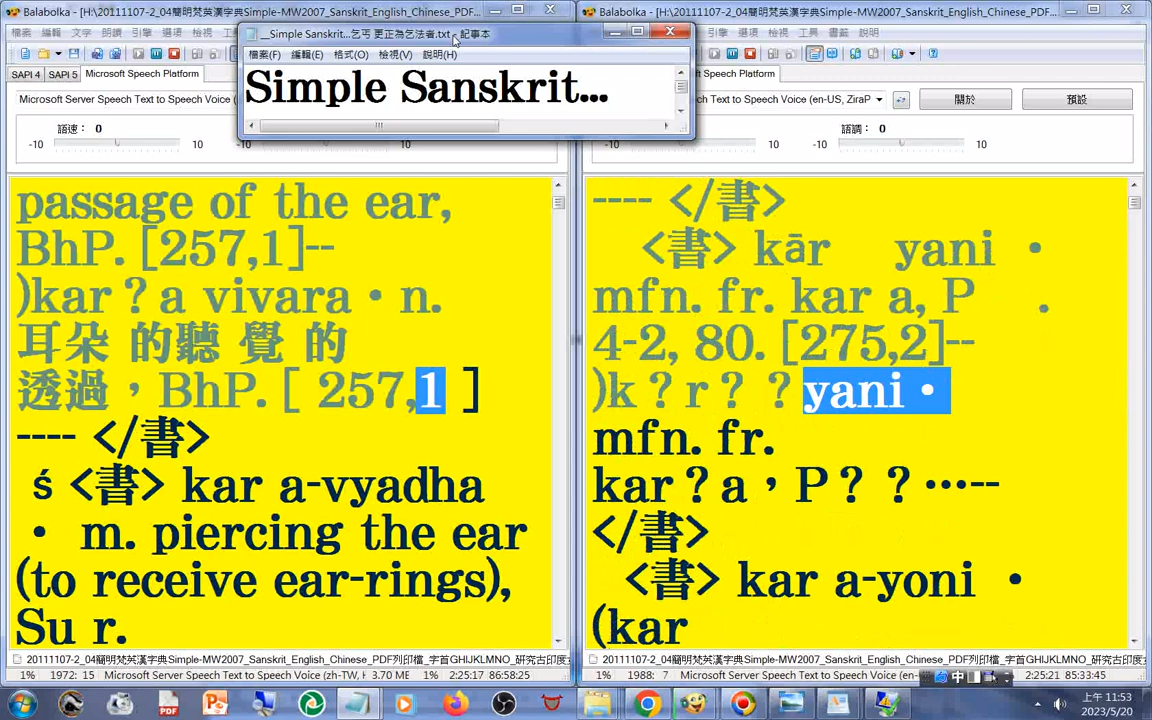 Balabolka - [H:\20111107-2_04簡明梵英漢字典Simple-MW2007_Sanskrit_English_Chinese_PDF...
Balabolka - [H:\20111107-2_04簡明梵英漢字典Simple-MW2007_Sanskrit_English_Chinese_PDF...
__Simple Sanskrit...乞丐 更正為乞法者.txt - 記事本
檔案(F) 編輯(E) 格式(O) 檢視(V) 說明(H)
Simple Sanskrit...
檔案 編輯 文字 朗讀
選項 說明
SAPI 4 SAPI 5 Microsoft Speech Platform
Speech Platform
Microsoft Server Speech Text to Speech Voice (
Microsoft Server Speech Text to Speech Voice (en-US, ZiraP
關於
預設
語速： 0
-10 10 -10
語調： 0
10
passage of the ear,
BhP. [257,1]--
)kar？a vivara • n.
耳朵 的聽 覺 的
透過，BhP. [ 257,1 ]
---- </書>
ś <書> kar a-vyadha
• m. piercing the ear
(to receive ear-rings),
Su r.
---- </書>
<書> kār yani •
mfn. fr. kar a, P .
4-2, 80. [275,2]--
)k？r？？yani •
mfn. fr.
kar？a，P？？…--
</書>
<書> kar a-yoni •
(kar
20111107-2_04簡明梵英漢字典Simple-MW2007_Sanskrit_English_Chinese_PDF列印檔_字首GHIJKLMNO_研究古印度
20111107-2_04簡明梵英漢字典Simple-MW2007_Sanskrit_English_Chinese_PDF列印檔_字首GHIJKLMNO_研究古印度
1% 1972: 15 Microsoft Server Speech Text to Speech Voice (zh-TW, H 3.70 ME 1% 2:25:17 86:58:25
1% 1988: 7 Microsoft Server Speech Text to Speech 2:25:21 85:33:45
中
上午 11:53
2023/5/20